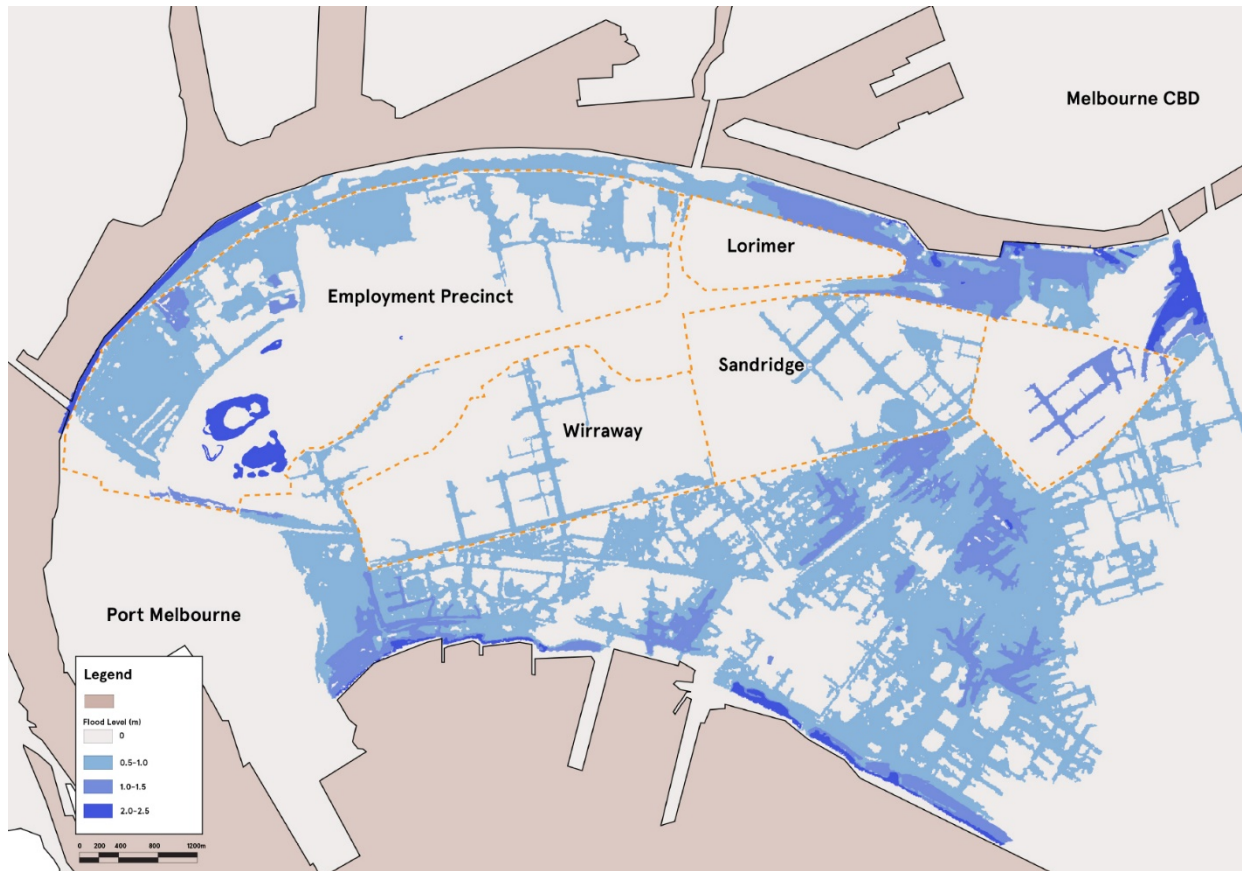 Melbourne CBD
Lorimer
Employment Precinct
Sandridge
Wirraway
Port Melbourne
Legend
Flood Level (m)
0
0.5-1.0
1.0-1.5
2.0-2.5
0 200 400 800 1200m